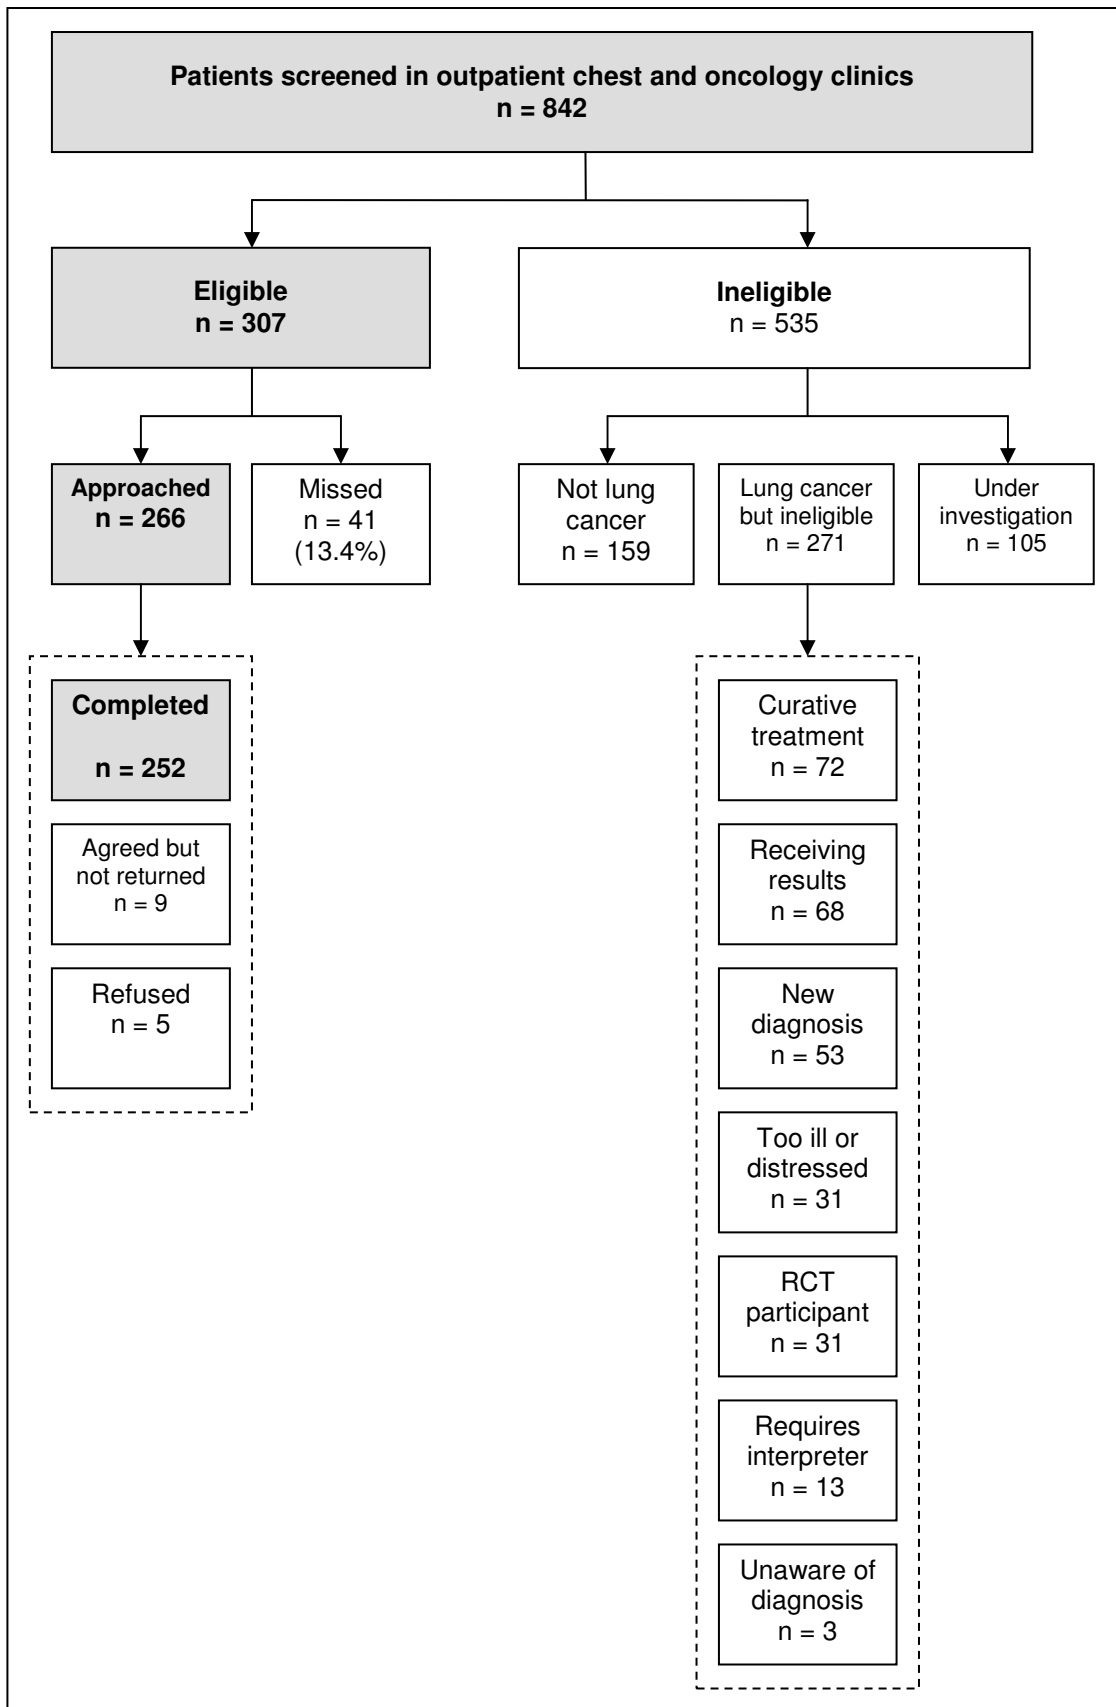 Patients screened in outpatient chest and oncology clinics
n = 842
Eligible
n = 307
Ineligible
n = 535
Approached
n = 266
Missed
n = 41
(13.4%)
Not lung
cancer
n = 159
Lung cancer
but ineligible
n = 271
Under
investigation
n = 105
Completed
n = 252
Agreed but
not returned
n = 9
Refused
n = 5
Curative
treatment
n = 72
Receiving
results
n = 68
New
diagnosis
n = 53
Too ill or
distressed
n = 31
RCT
participant
n = 31
Requires
interpreter
n = 13
Unaware of
diagnosis
n = 3